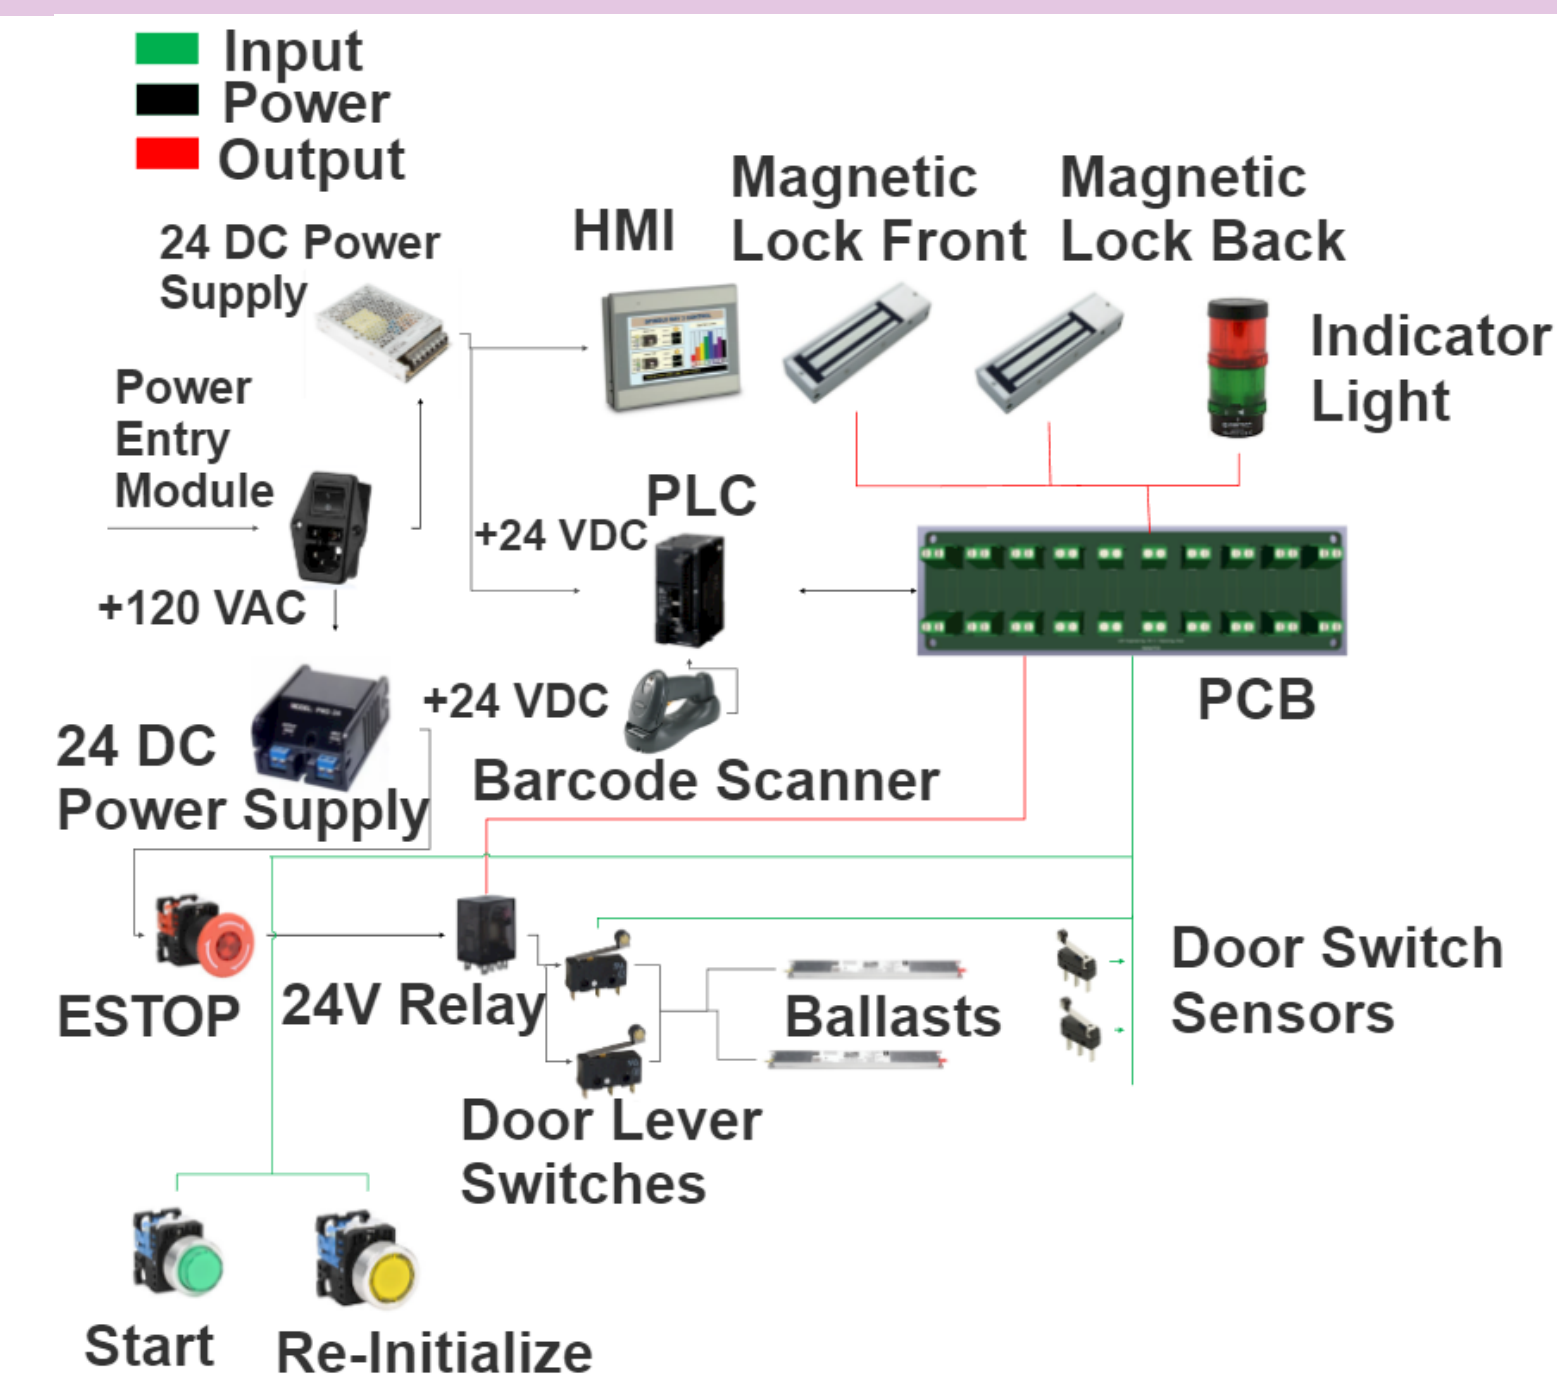 Input
Power
Output
Magnetic
Lock Front
Magnetic
Lock Back
HMI
24 DC Power
Supply
Indicator
Light
Power
Entry
Module
PLC
+24 VDC
+120 VAC
PCB
+24 VDC
24 DC
Power Supply
Barcode Scanner
Door Switch
Sensors
ESTOP
24V Relay
Ballasts
Door Lever
Switches
Start
Re-Initialize